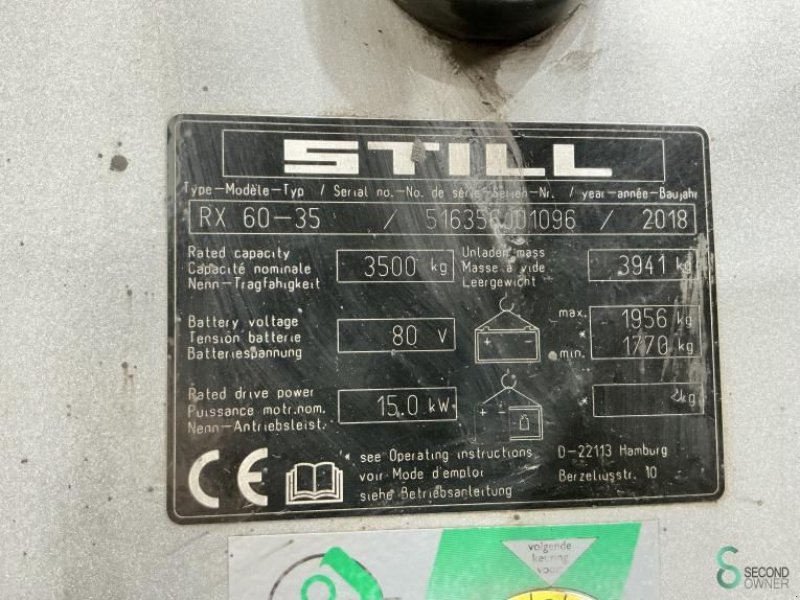 STILL
Type-Modèle-Typ / Serial no.-No. de série-Serien-Nr. / year-année-Baujahr
RX 60-35 / 516356J01096 / 2018
Rated capacity
Capacité nominale
Nenn-Tragfähigkeit
3500 kg
Unladen mass
Masse à vide
Leergewicht
3941 kg
Battery voltage
Tension batterie
Batteriespannung
80 V
+ -
max. 1956 kg
*
min. 1770 kg
Rated drive power
Puissance motr.nom.
Nenn-Antriebsleist.
15.0 kW
+
kg
CE
* see Operating instructions
voir Mode d'emploi
siehe Betriebsanleitung
D-22113 Hamburg
Berzeliusstr. 10
volgende
keuring
voor
SECOND
OWNER